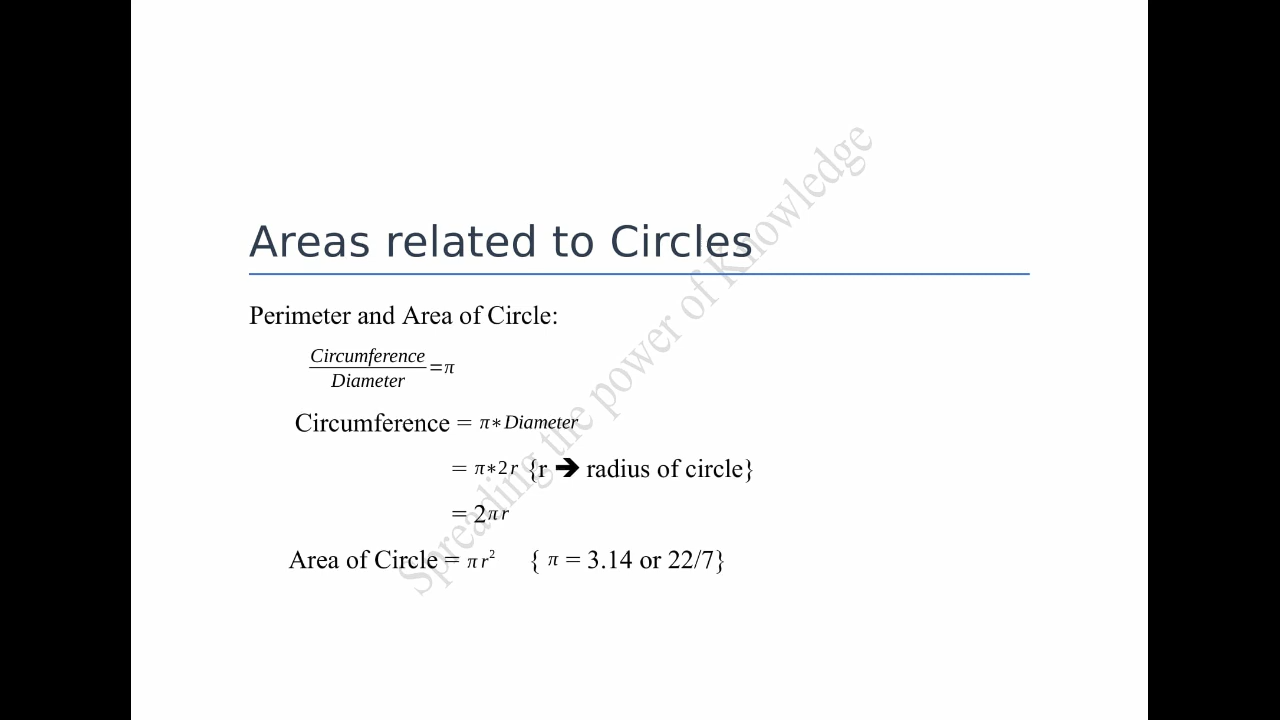 Areas related to Circles
Perimeter and Area of Circle:
Circumference
Diameter
=π
Circumference = π∗Diameter
= π∗2r {r ➔ radius of circle}
= 2πr
Area of Circle = πr² { π = 3.14 or 22/7}
Spreading the power of Knowledge